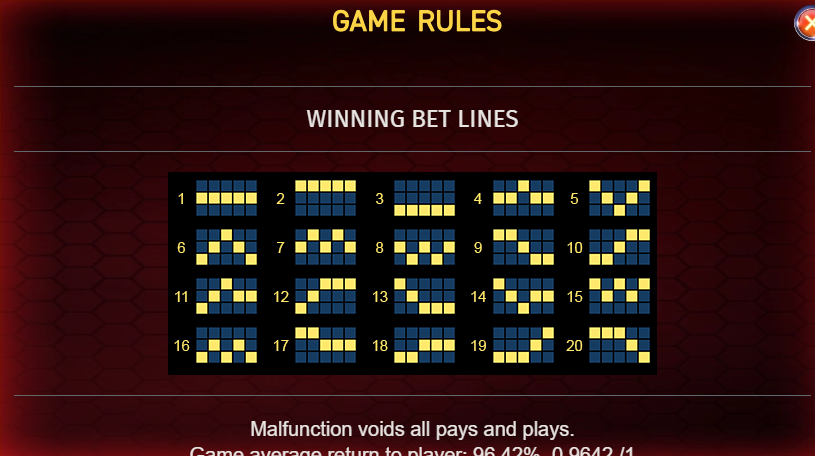 GAME RULES
WINNING BET LINES
1 2 3 4 5
6 7 8 9 10
11 12 13 14 15
16 17 18 19 20
Malfunction voids all pays and plays.
Game average return to player: 96.42%, 0.9642 /1